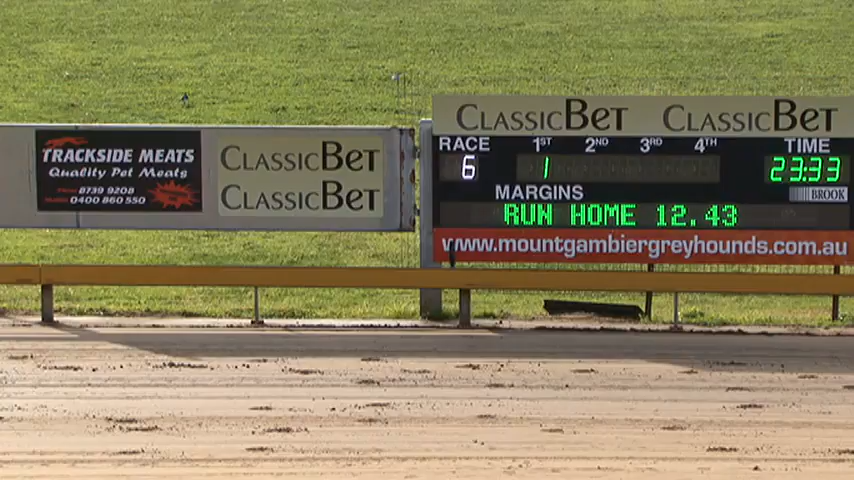 TRACKSIDE MEATS
Quality Pet Meats
8739 9208
0400 860 550
CLASSICBET
CLASSICBET
CLASSICBET CLASSICBET
RACE 1ST 2ND 3RD 4TH TIME
6 1 23:33
MARGINS BROOK
RUN HOME 12.43
www.mountgambiergreyhounds.com.au